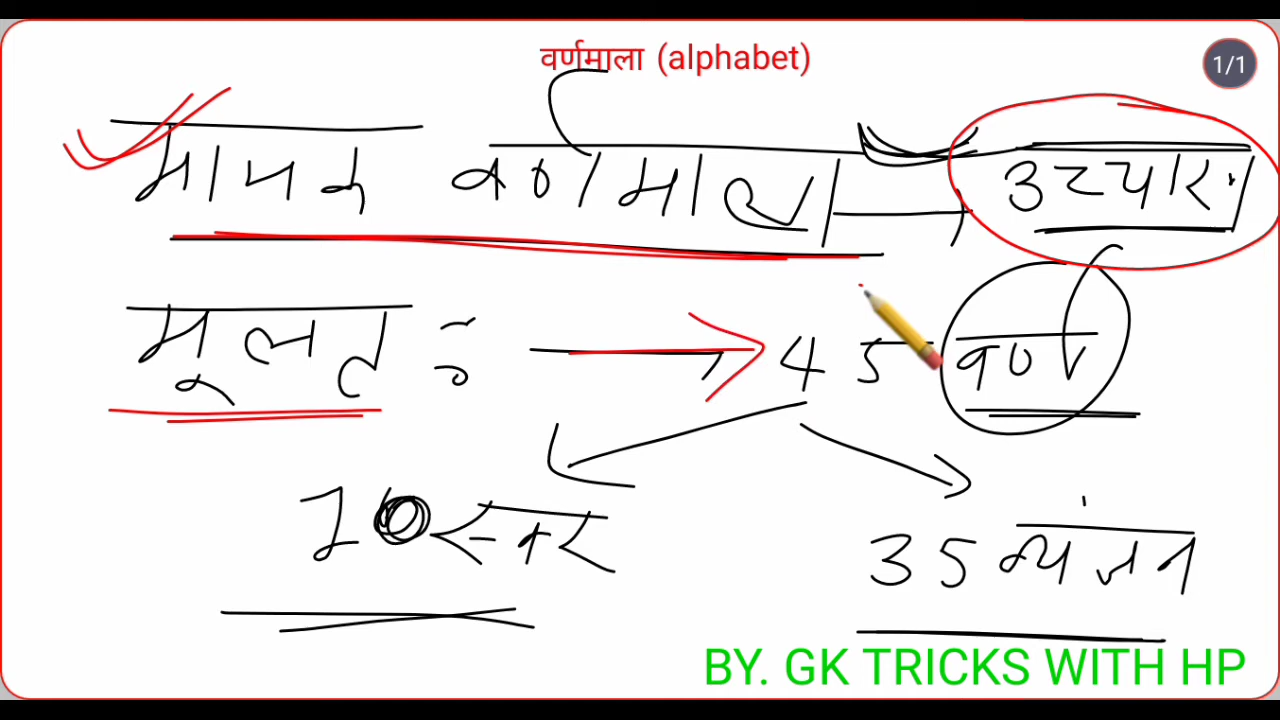 वर्णमाला (alphabet)
1/1
मानक वर्णमाला → उच्चारण
मूलतः → 45 वर्ण
10 स्वर
35 व्यंजन
BY. GK TRICKS WITH HP